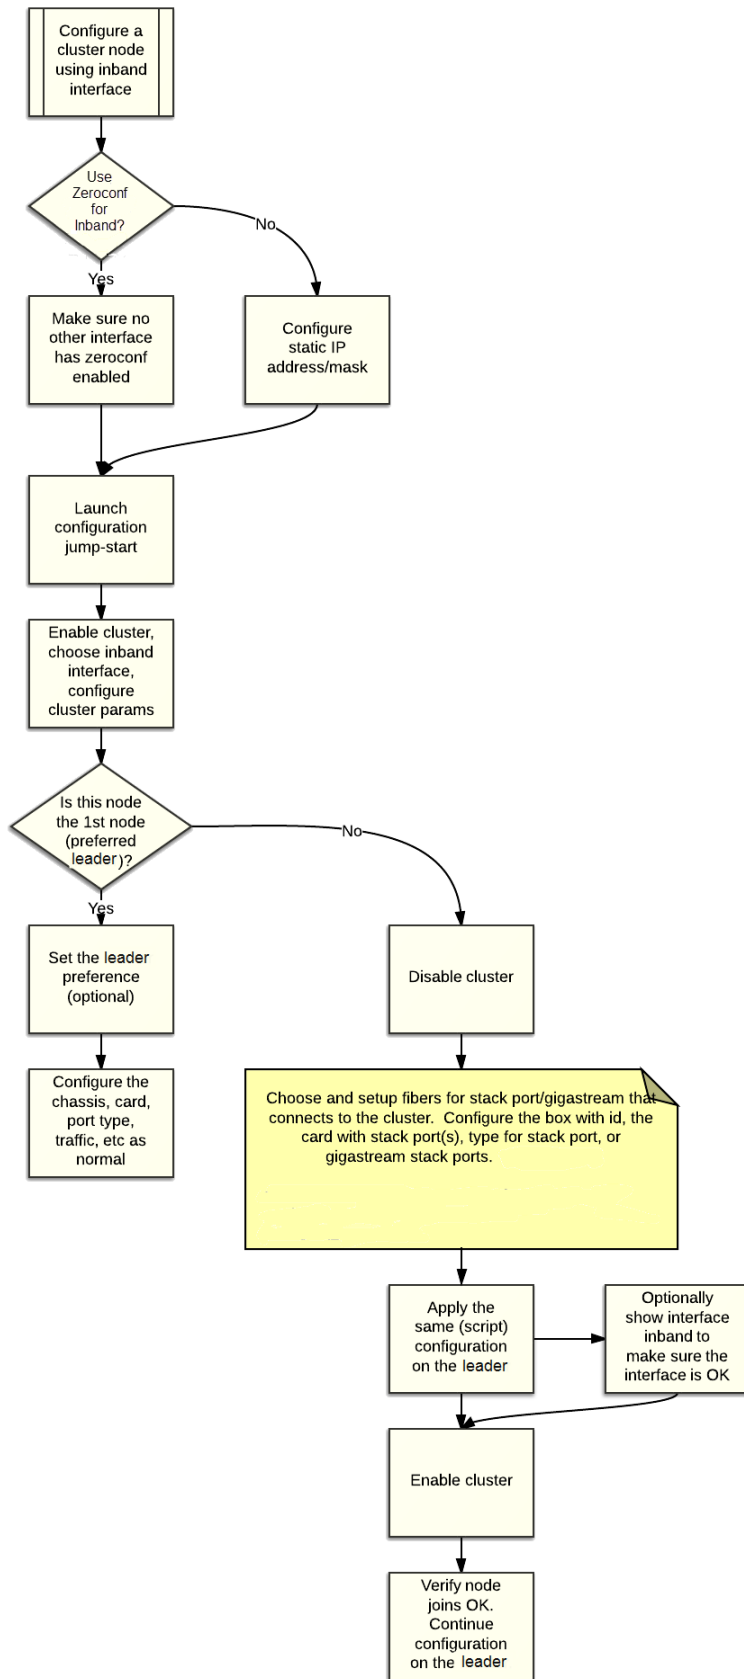 Configure a
cluster node
using inband
interface
Use
Zeroconf
for
Inband?
No
Yes
Make sure no
other interface
has zeroconf
enabled
Configure
static IP
address/mask
Launch
configuration
jump-start
Enable cluster,
choose inband
interface,
configure
cluster params
Is this node
the 1st node
(preferred
leader)?
No
Yes
Set the leader
preference
(optional)
Disable cluster
Configure the
chassis, card,
port type,
traffic, etc as
normal
Choose and setup fibers for stack port/gigastream that
connects to the cluster. Configure the box with id, the
card with stack port(s), type for stack port, or
gigastream stack ports.
Apply the
same (script)
configuration
on the leader
Optionally
show interface
inband to
make sure the
interface is OK
Enable cluster
Verify node
joins OK.
Continue
configuration
on the leader